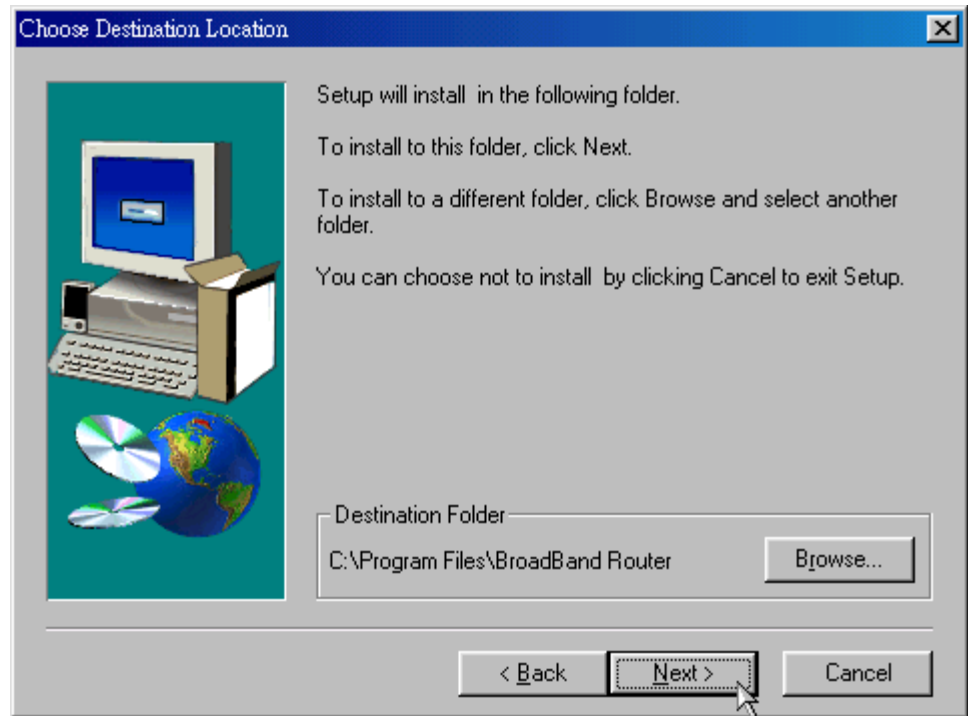 Choose Destination Location
Setup will install  in the following folder.
To install to this folder, click Next.
To install to a different folder, click Browse and select another
folder.
You can choose not to install  by clicking Cancel to exit Setup.
Destination Folder
C:\Program Files\BroadBand Router
Browse...
< Back
Next >
Cancel